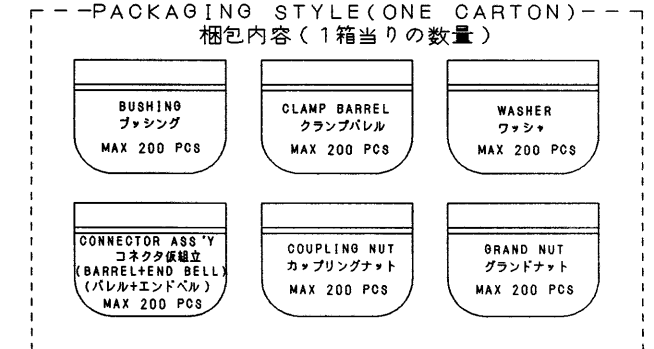 PACKAGING STYLE(ONE CARTON)
梱包内容(1箱当りの数量)
BUSHING
ブッシング
MAX 200 PCS
CLAMP BARREL
クランプバレル
MAX 200 PCS
WASHER
ワッシャ
MAX 200 PCS
CONNECTOR ASS'Y
コネクタ仮組立
(BARREL+END BELL)
(バレル+エンドベル)
MAX 200 PCS
COUPLING NUT
カップリングナット
MAX 200 PCS
GRAND NUT
グランドナット
MAX 200 PCS